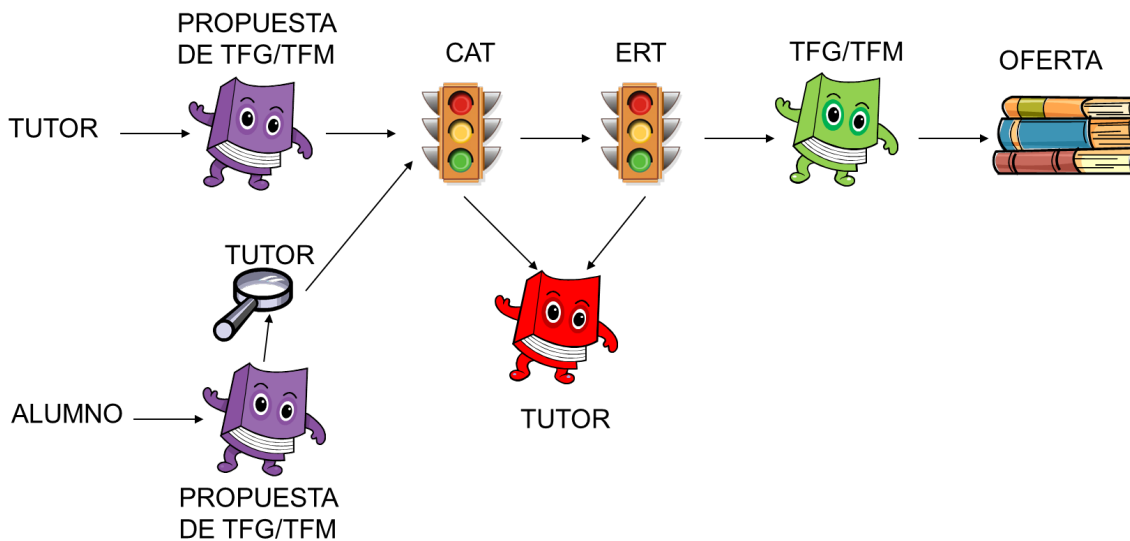 PROPUESTA
DE TFG/TFM
CAT
ERT
TFG/TFM
OFERTA
TUTOR
TUTOR
ALUMNO
TUTOR
PROPUESTA
DE TFG/TFM